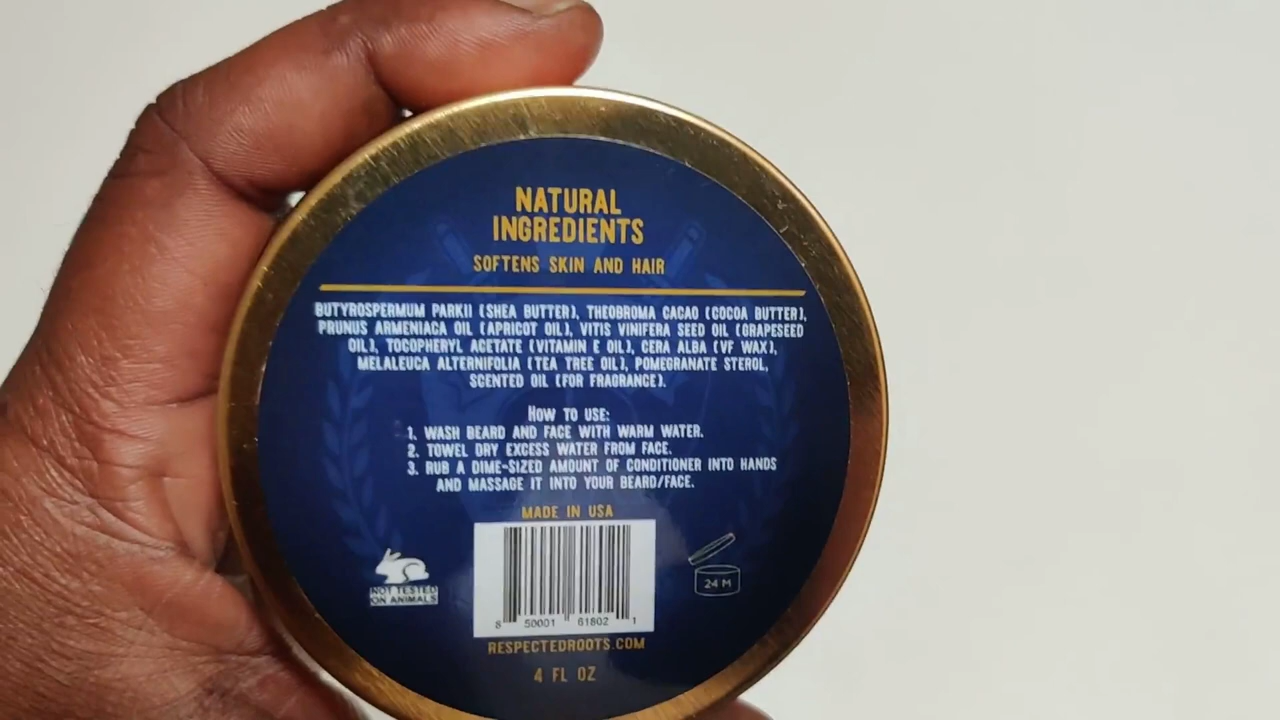 NATURAL
INGREDIENTS
SOFTENS SKIN AND HAIR
BUTYROSPERMUM PARKII (SHEA BUTTER), THEOBROMA CACAO (COCOA BUTTER),
PRUNUS ARMENIACA OIL (APRICOT OIL), VITIS VINIFERA SEED OIL (GRAPESEED
OIL), TOCOPHERYL ACETATE (VITAMIN E OIL), CERA ALBA (VF WAX),
MELALEUCA ALTERNIFOLIA (TEA TREE OIL), POMEGRANATE STEROL,
SCENTED OIL (FOR FRAGRANCE).
HOW TO USE:
1. WASH BEARD AND FACE WITH WARM WATER.
2. TOWEL DRY EXCESS WATER FROM FACE.
3. RUB A DIME-SIZED AMOUNT OF CONDITIONER INTO HANDS
AND MASSAGE IT INTO YOUR BEARD/FACE.
MADE IN USA
NOT TESTED
ON ANIMALS
24 M
8 50001 61802 1
RESPECTEDROOTS.COM
4 FL OZ